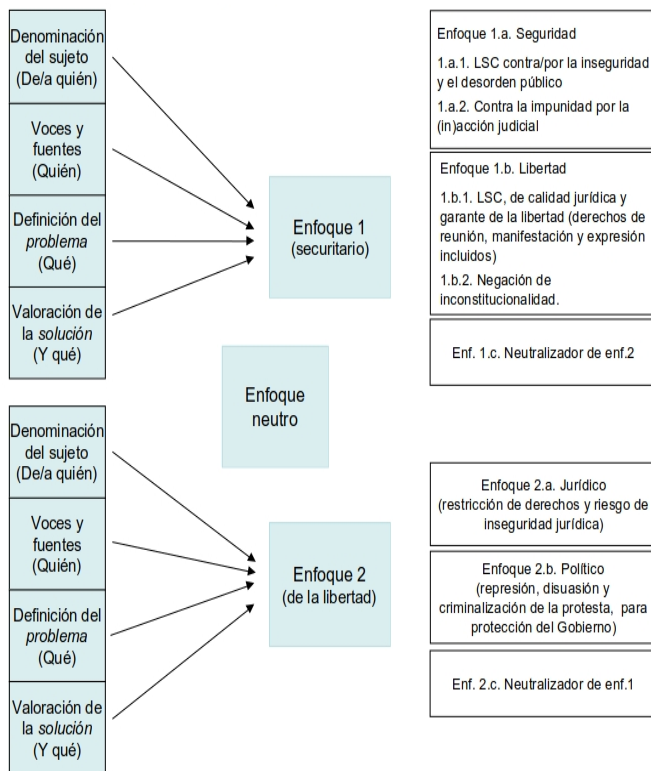 Denominación
del sujeto
(De/a quién)
Voces y
fuentes
(Quién)
Definición del
problema
(Qué)
Valoración de
la solución
(Y qué)
Enfoque 1
(securitario)
Enfoque 1.a. Seguridad
1.a.1. LSC contra/por la inseguridad
y el desorden público
1.a.2. Contra la impunidad por la
(in)acción judicial
Enfoque 1.b. Libertad
1.b.1. LSC, de calidad jurídica y
garante de la libertad (derechos de
reunión, manifestación y expresión
incluidos)
1.b.2. Negación de
inconstitucionalidad.
Enf. 1.c. Neutralizador de enf.2
Enfoque
neutro
Denominación
del sujeto
(De/a quién)
Voces y
fuentes
(Quién)
Definición del
problema
(Qué)
Valoración de
la solución
(Y qué)
Enfoque 2
(de la libertad)
Enfoque 2.a. Jurídico
(restricción de derechos y riesgo de
inseguridad jurídica)
Enfoque 2.b. Político
(represión, disuasión y
criminalización de la protesta, para
protección del Gobierno)
Enf. 2.c. Neutralizador de enf.1